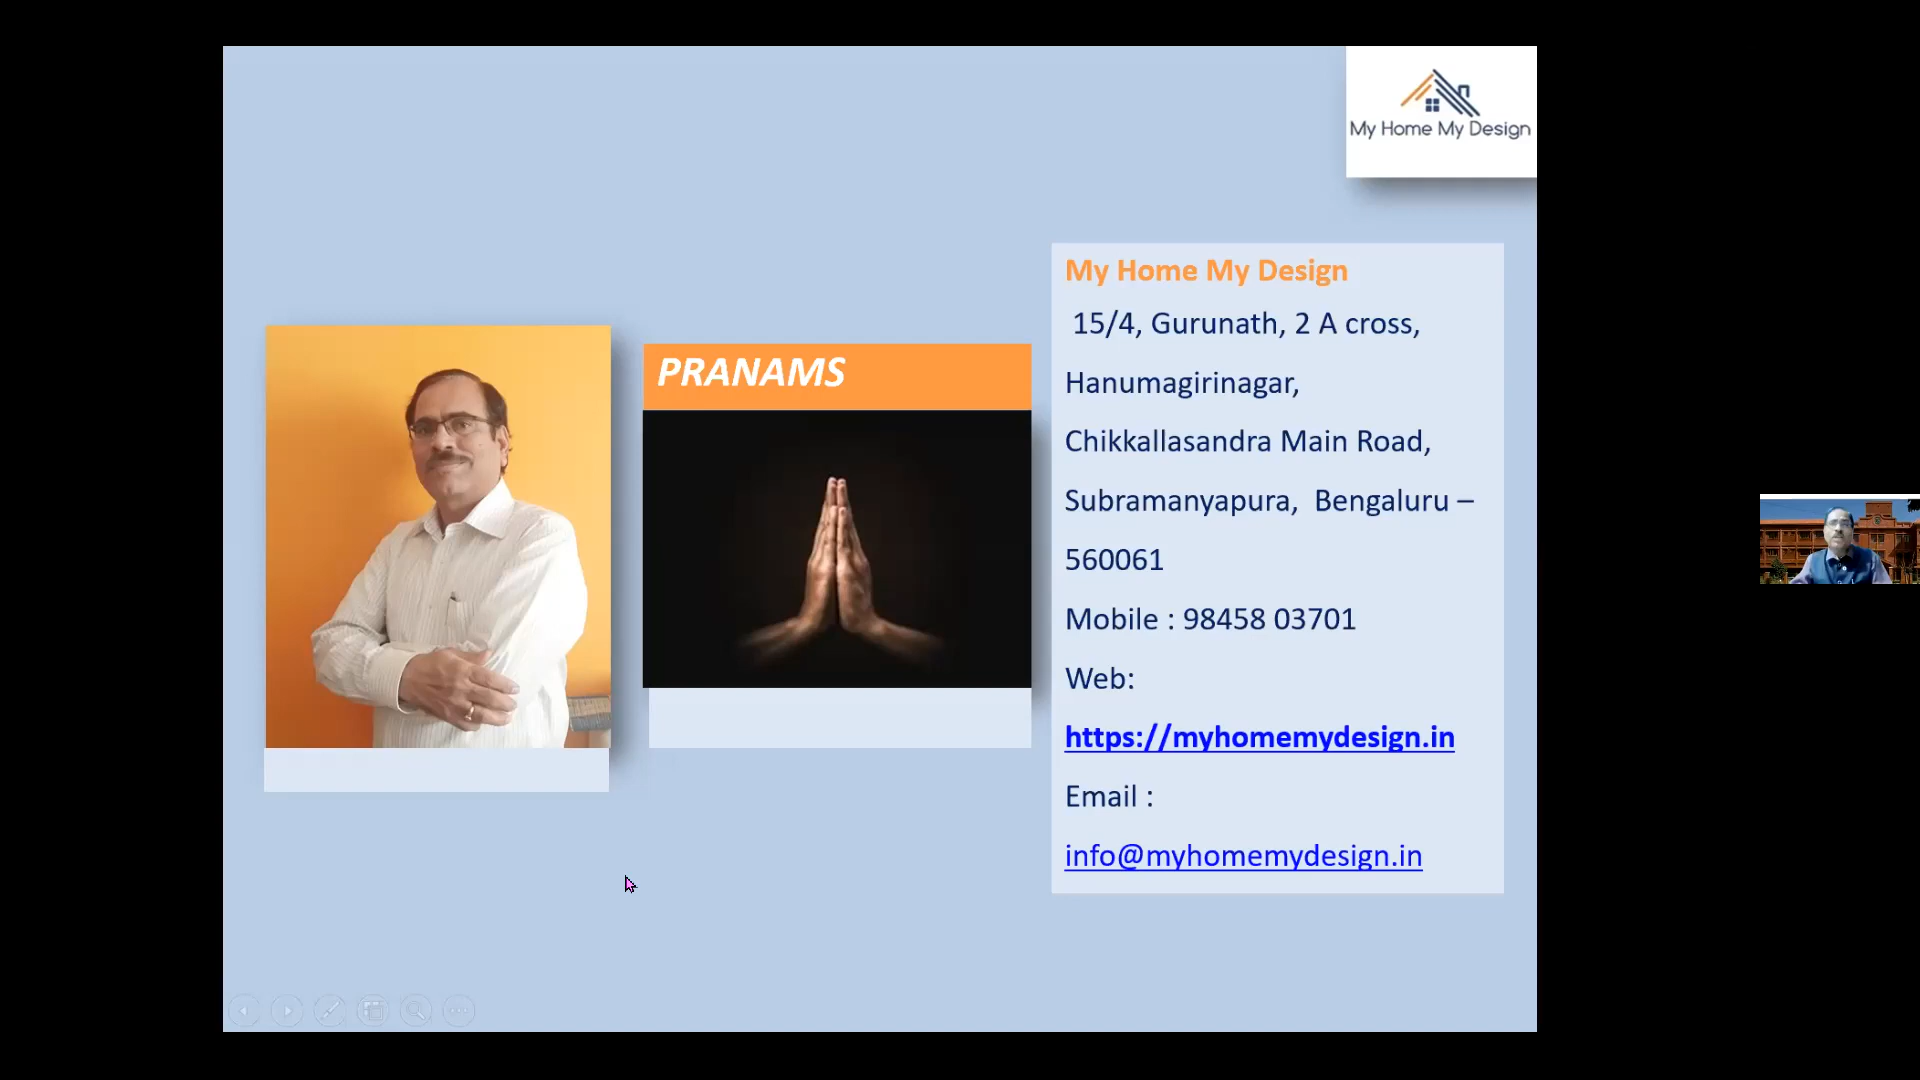 My Home My Design
PRANAMS
My Home My Design
15/4, Gurunath, 2 A cross,
Hanumagirinagar,
Chikkallasandra Main Road,
Subramanyapura, Bengaluru –
560061
Mobile : 98458 03701
Web:
https://myhomemydesign.in
Email :
info@myhomemydesign.in